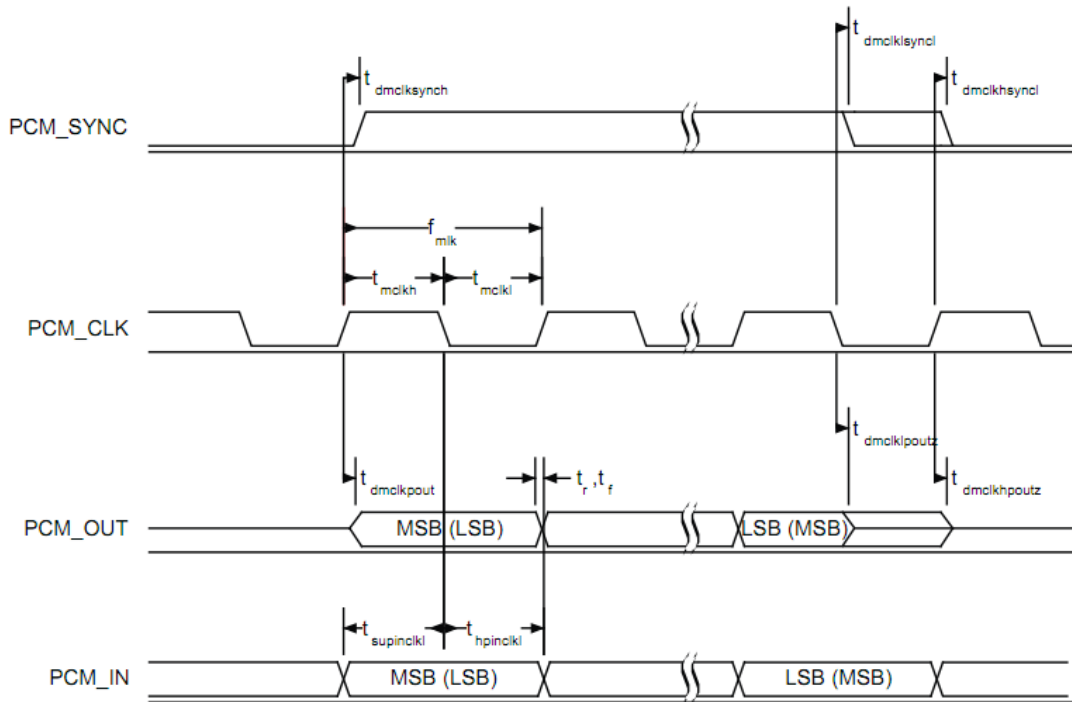 t dmclklsyncl
t dmclksynch
t dmclkhsyncl
PCM_SYNC
f mlk
t mclkh
t mclkl
PCM_CLK
t dmclklpoutz
t dmclkpout
t r ,t f
t dmclkhpoutz
PCM_OUT
MSB (LSB)
LSB (MSB)
t supinclkl
t hpinclkl
PCM_IN
MSB (LSB)
LSB (MSB)